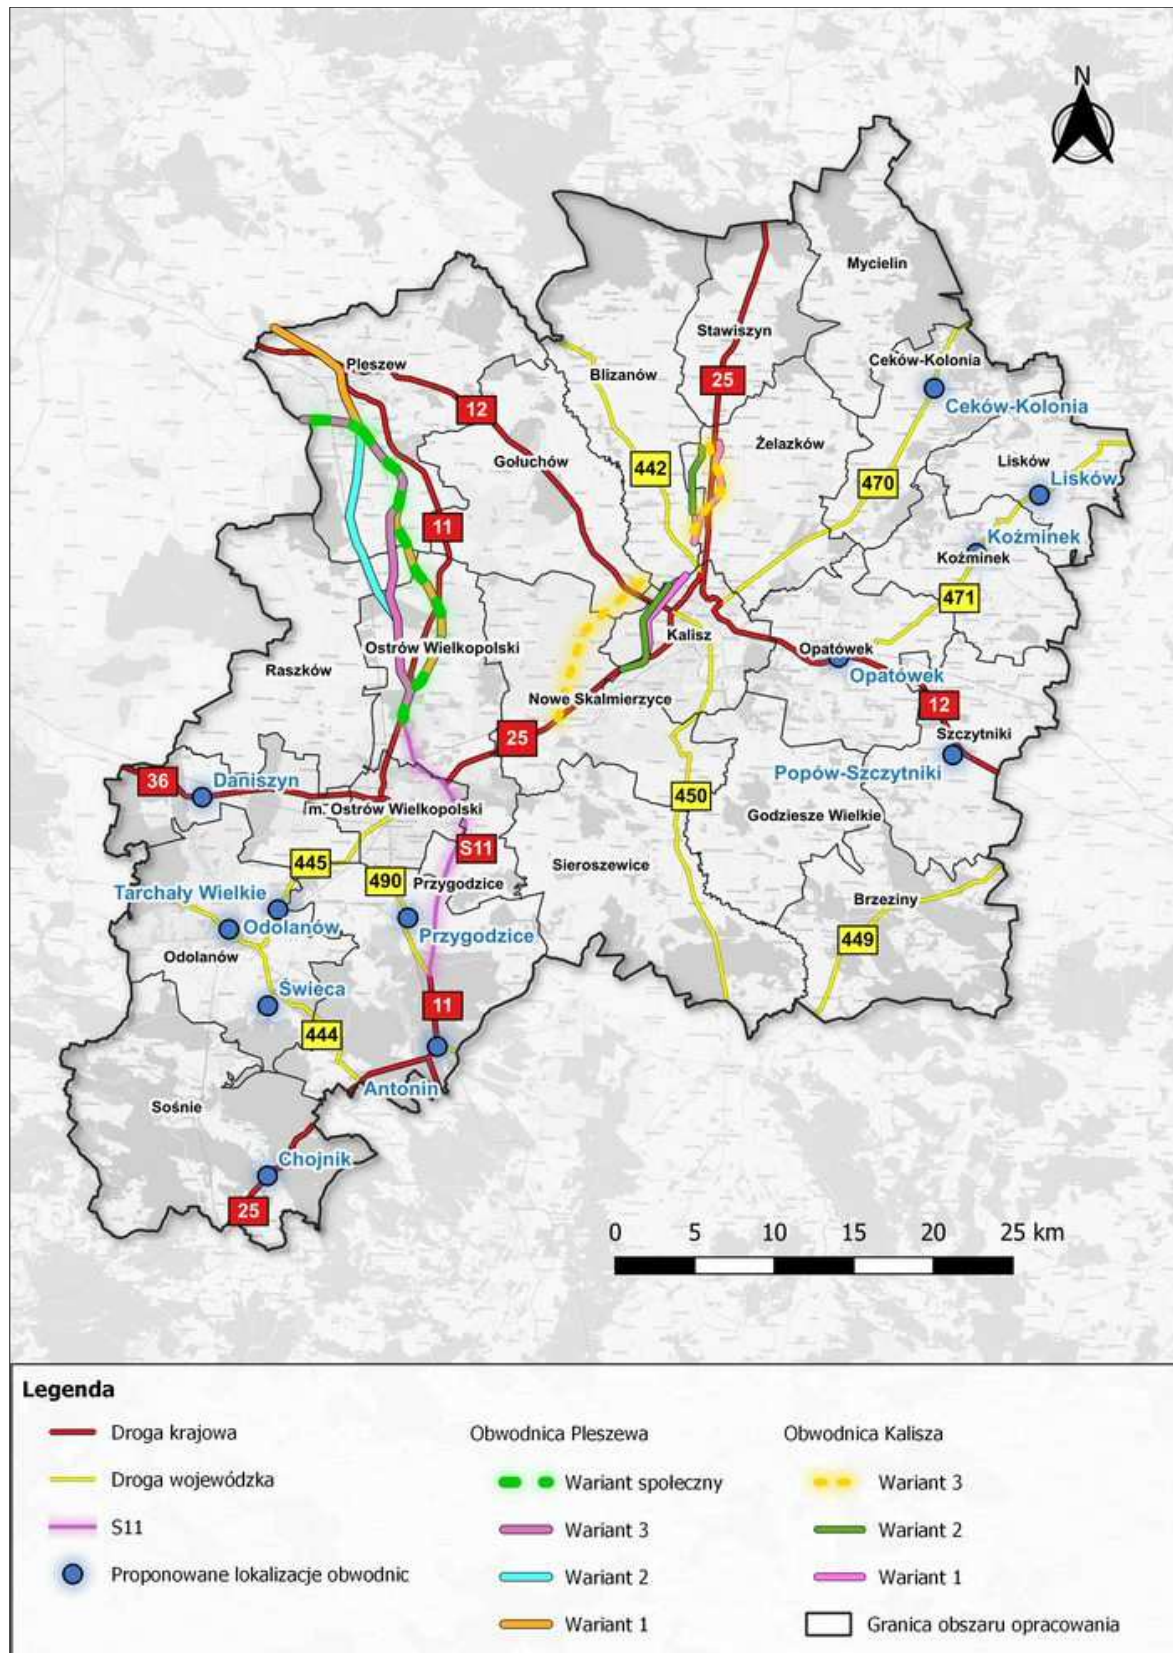 N
Mycielin
Stawiszyn
Pleszew
Blizanów
25
Ceków-Kolonia
Ceków-Kolonia
12
Gołuchów
442
Żelazków
470
Lisków
Lisków
11
Koźminek
Koźminek
471
Kalisz
Ostrów Wielkopolski
Raszków
Opatówek
Opatówek
Nowe Skalmierzyce
12
25
Szczytniki
Popów-Szczytniki
36
Daniszyn
450
m. Ostrów Wielkopolski
Godziesze Wielkie
S11
445
490
Sieroszewice
Przygodzice
Tarchały Wielkie
Brzeziny
Odolanów
Przygodzice
449
Odolanów
Świeca
11
444
Antonin
Sośnie
Chojnik
25
0 5 10 15 20 25 km
Legenda
Droga krajowa
Droga wojewódzka
S11
Proponowane lokalizacje obwodnic
Obwodnica Pleszewa
Wariant społeczny
Wariant 3
Wariant 2
Wariant 1
Obwodnica Kalisza
Wariant 3
Wariant 2
Wariant 1
Granica obszaru opracowania